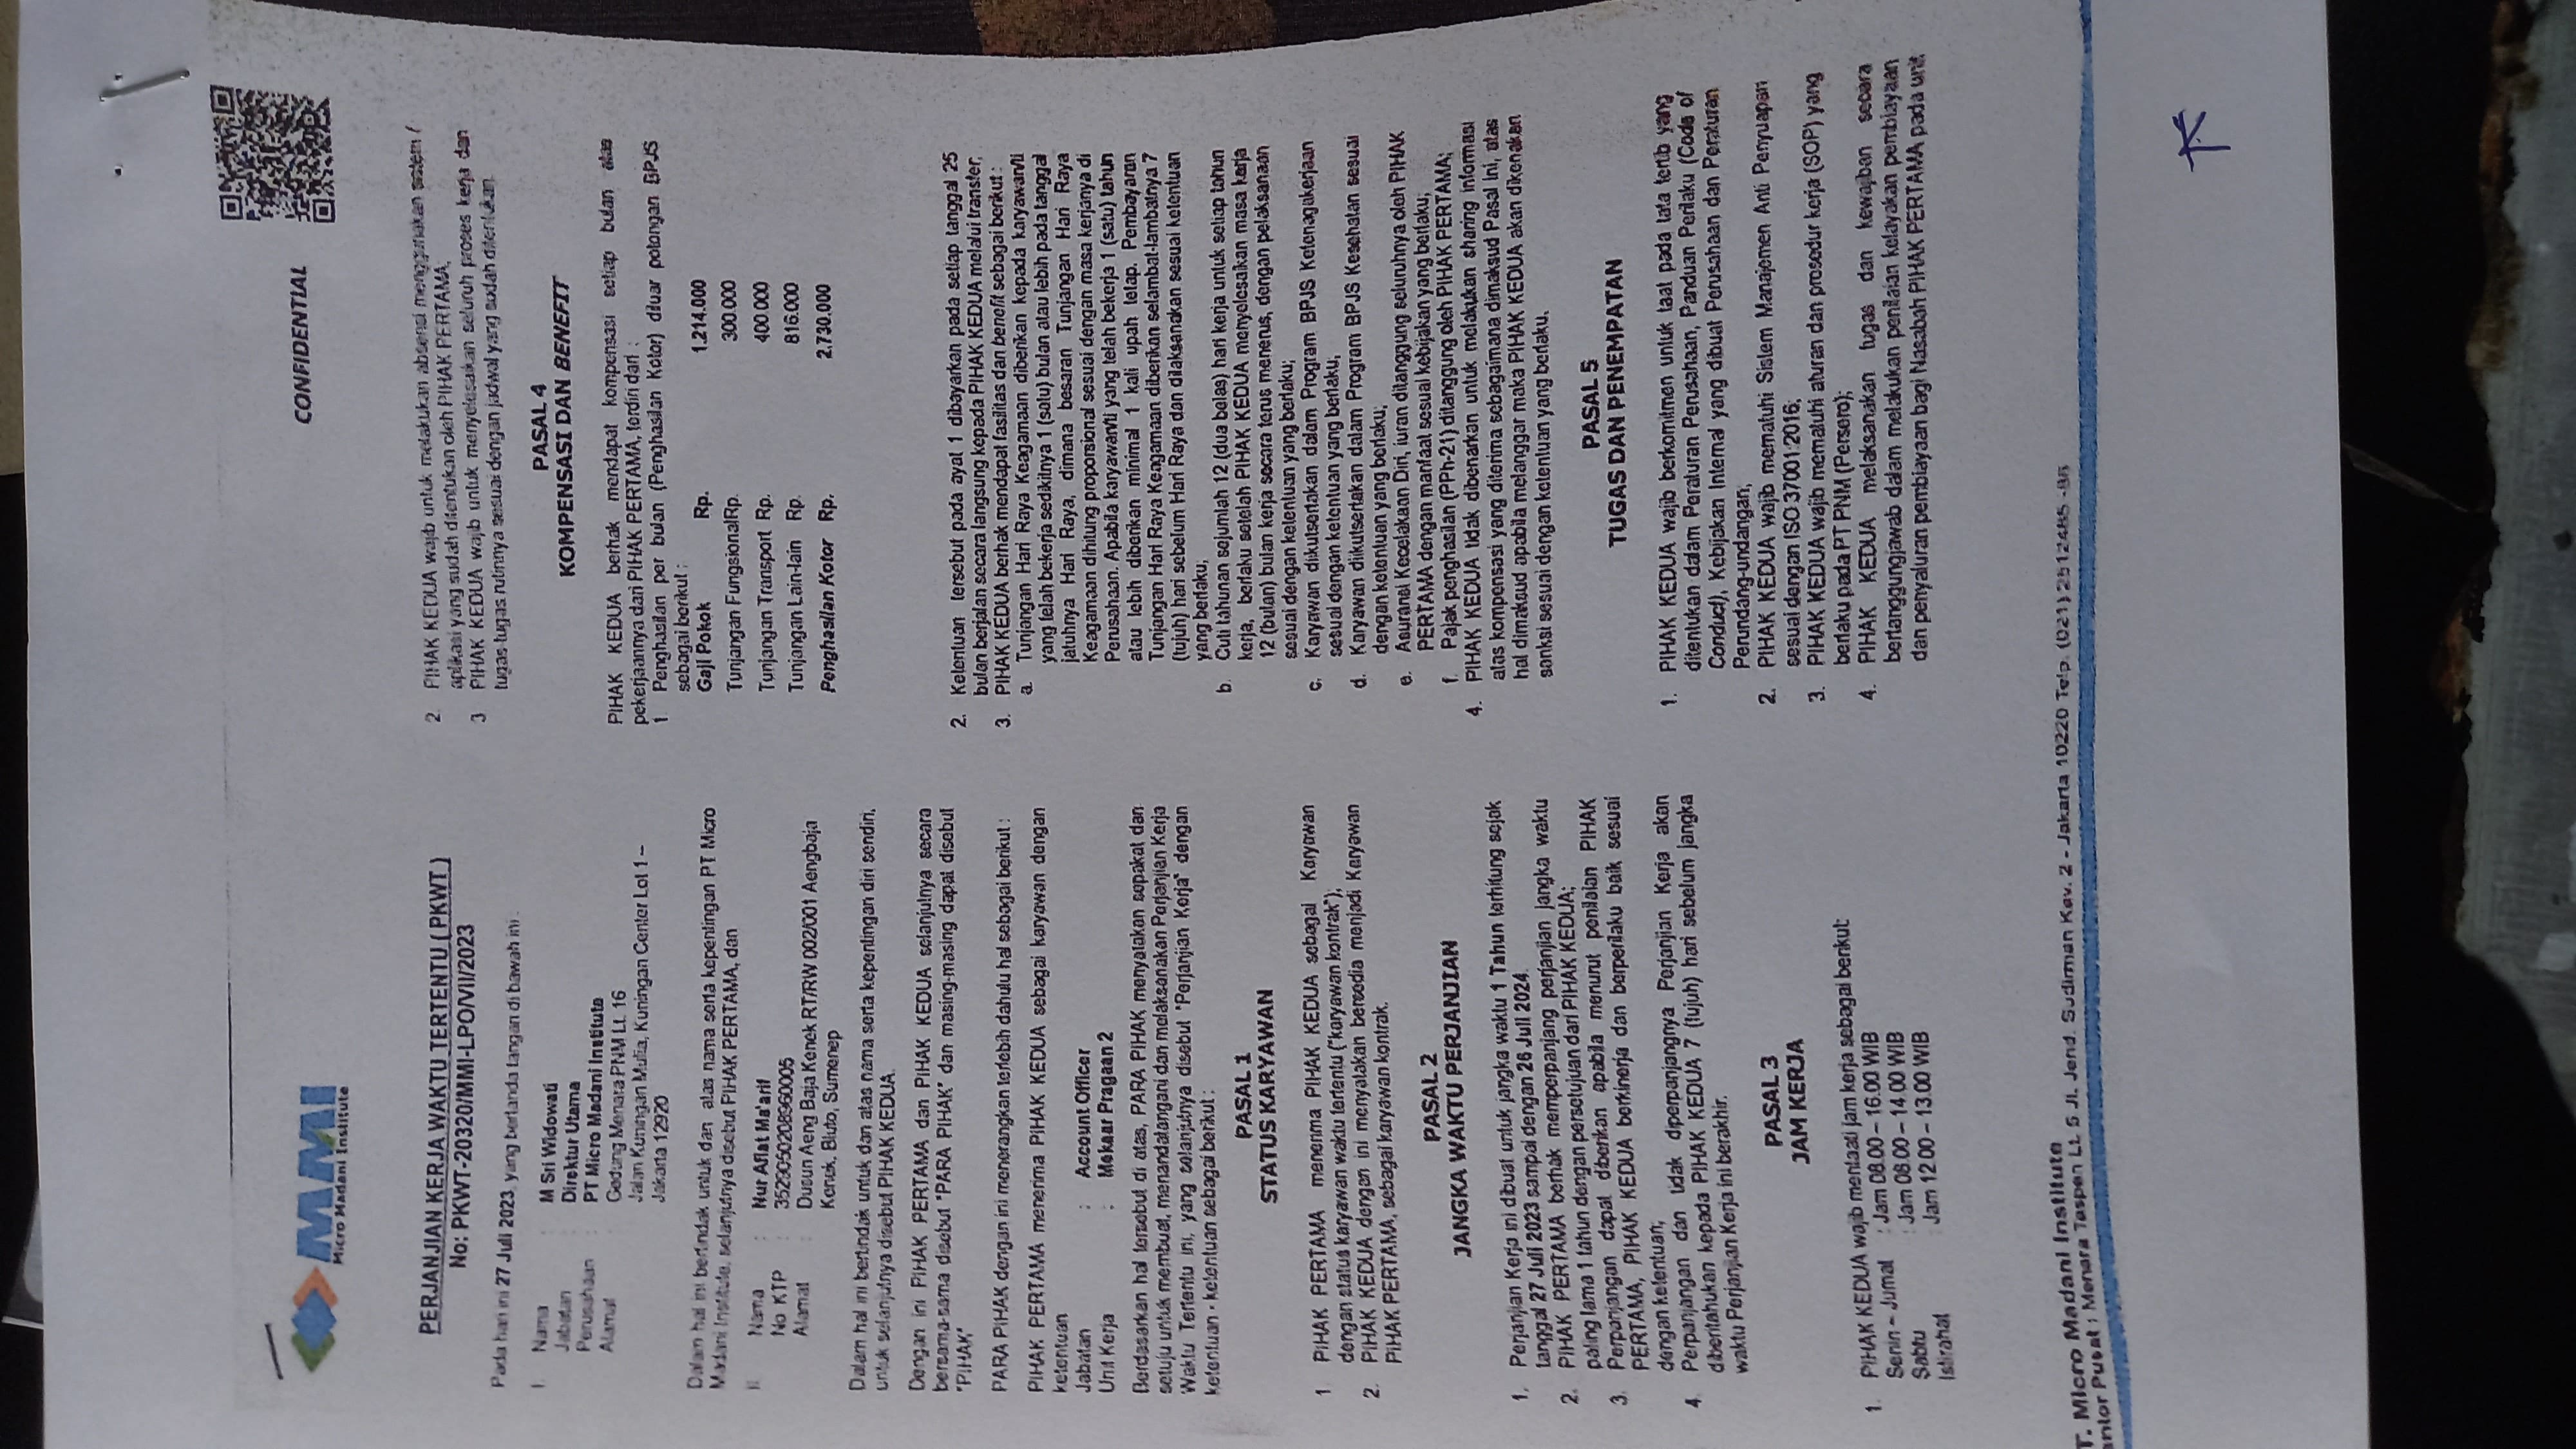 MMI
Micro Madani Institute
CONFIDENTIAL
PERJANJIAN KERJA WAKTU TERTENTU ( PKWT )
No: PKWT-20320/MMI-LPO/VII/2023
Pada hari ini 27 Juli 2023, yang bertanda tangan di bawah ini :
I. Nama : M Sri Widowati
Jabatan : Direktur Utama
Perusahaan : PT Micro Madani Institute
Alamat : Gedung Menara PNM Lt. 16
Jalan Kuningan Mulia, Kuningan Center Lot 1 –
Jakarta 12920
Dalam hal ini bertindak untuk dan atas nama serta kepentingan PT Micro
Madani Institute, selanjutnya disebut PIHAK PERTAMA, dan
II. Nama : Nur Aflat Ma'arif
No KTP : 3529050208960005
Alamat : Dusun Aeng Baja Kenek RT/RW 002/001 Aengbaja
Kenek, Bluto, Sumenep
Dalam hal ini bertindak untuk dan atas nama serta kepentingan diri sendiri,
untuk selanjutnya disebut PIHAK KEDUA.
Dengan ini PIHAK PERTAMA dan PIHAK KEDUA selanjutnya secara
bersama-sama disebut "PARA PIHAK" dan masing-masing dapat disebut
"PIHAK"
PARA PIHAK dengan ini menerangkan terlebih dahulu hal sebagai berikut :
PIHAK PERTAMA menerima PIHAK KEDUA sebagai karyawan dengan
ketentuan
Jabatan : Account Officer
Unit Kerja : Mekaar Pragaan 2
Berdasarkan hal tersebut di atas, PARA PIHAK menyatakan sepakat dan
setuju untuk membuat, menandatangani dan melaksanakan Perjanjian Kerja
Waktu Tertentu ini, yang selanjutnya disebut "Perjanjian Kerja" dengan
ketentuan - ketentuan sebagai berikut :
PASAL 1
STATUS KARYAWAN
1. PIHAK PERTAMA menerima PIHAK KEDUA sebagai Karyawan
dengan status karyawan waktu tertentu ("karyawan kontrak");
2. PIHAK KEDUA dengan ini menyatakan bersedia menjadi Karyawan
PIHAK PERTAMA, sebagai karyawan kontrak.
PASAL 2
JANGKA WAKTU PERJANJIAN
1. Perjanjian Kerja ini dibuat untuk jangka waktu 1 Tahun terhitung sejak
tanggal 27 Juli 2023 sampai dengan 26 Juli 2024.
2. PIHAK PERTAMA berhak memperpanjang perjanjian jangka waktu
paling lama 1 tahun dengan persetujuan dari PIHAK KEDUA;
3. Perpanjangan dapat diberikan apabila menurut penilaian PIHAK
PERTAMA, PIHAK KEDUA berkinerja dan berperilaku baik sesuai
dengan ketentuan;
4. Perpanjangan dan tidak diperpanjangnya Perjanjian Kerja akan
diberitahukan kepada PIHAK KEDUA 7 (tujuh) hari sebelum jangka
waktu Perjanjian Kerja ini berakhir.
PASAL 3
JAM KERJA
1. PIHAK KEDUA wajib mentaati jam kerja sebagai berikut:
Senin – Jumat : Jam 08.00 – 16.00 WIB
Sabtu : Jam 08.00 – 14.00 WIB
Istirahat : Jam 12.00 – 13.00 WIB
2. PIHAK KEDUA wajib untuk melakukan absensi menggunakan sistem /
aplikasi yang sudah ditentukan oleh PIHAK PERTAMA;
3 PIHAK KEDUA wajib untuk menyelesaikan seluruh proses kerja dan
tugas-tugas rutinnya sesuai dengan jadwal yang sudah ditentukan.
PASAL 4
KOMPENSASI DAN BENEFIT
PIHAK KEDUA berhak mendapat kompensasi setiap bulan atas
pekerjaannya dari PIHAK PERTAMA, terdiri dari :
1. Penghasilan per bulan (Penghasilan Kotor) diluar potongan BPJS
sebagai berikut :
Gaji Pokok Rp. 1.214.000
Tunjangan Fungsional Rp. 300.000
Tunjangan Transport Rp. 400.000
Tunjangan Lain-lain Rp. 816.000
Penghasilan Kotor Rp. 2.730.000
2. Ketentuan tersebut pada ayat 1 dibayarkan pada setiap tanggal 25
bulan berjalan secara langsung kepada PIHAK KEDUA melalui transfer;
3. PIHAK KEDUA berhak mendapat fasilitas dan benefit sebagai berikut :
a. Tunjangan Hari Raya Keagamaan diberikan kepada karyawan/ti
yang telah bekerja sedikitnya 1 (satu) bulan atau lebih pada tanggal
jatuhnya Hari Raya, dimana besaran Tunjangan Hari Raya
Keagamaan dihitung proporsional sesuai dengan masa kerjanya di
Perusahaan. Apabila karyawan/ti yang telah bekerja 1 (satu) tahun
atau lebih diberikan minimal 1 kali upah tetap. Pembayaran
Tunjangan Hari Raya Keagamaan diberikan selambat-lambatnya 7
(tujuh) hari sebelum Hari Raya dan dilaksanakan sesuai ketentuan
yang berlaku;
b. Cuti tahunan sejumlah 12 (dua belas) hari kerja untuk setiap tahun
kerja, berlaku setelah PIHAK KEDUA menyelesaikan masa kerja
12 (bulan) bulan kerja secara terus menerus, dengan pelaksanaan
sesuai dengan ketentuan yang berlaku;
c. Karyawan diikutsertakan dalam Program BPJS Ketenagakerjaan
sesuai dengan ketentuan yang berlaku;
d. Karyawan diikutsertakan dalam Program BPJS Kesehatan sesuai
dengan ketentuan yang berlaku;
e. Asuransi Kecelakaan Diri, iuran ditanggung seluruhnya oleh PIHAK
PERTAMA dengan manfaat sesuai kebijakan yang berlaku;
f. Pajak penghasilan (PPh-21) ditanggung oleh PIHAK PERTAMA;
4. PIHAK KEDUA tidak dibenarkan untuk melakukan sharing informasi
atas kompensasi yang diterima sebagaimana dimaksud Pasal ini, atas
hal dimaksud apabila melanggar maka PIHAK KEDUA akan dikenakan
sanksi sesuai dengan ketentuan yang berlaku.
PASAL 5
TUGAS DAN PENEMPATAN
1. PIHAK KEDUA wajib berkomitmen untuk taat pada tata tertib yang
ditentukan dalam Peraturan Perusahaan, Panduan Perilaku (Code of
Conduct), Kebijakan Internal yang dibuat Perusahaan dan Peraturan
Perundang-undangan;
2. PIHAK KEDUA wajib mematuhi Sistem Manajemen Anti Penyuapan
sesuai dengan ISO 37001:2016;
3. PIHAK KEDUA wajib mematuhi aturan dan prosedur kerja (SOP) yang
berlaku pada PT PNM (Persero);
4. PIHAK KEDUA melaksanakan tugas dan kewajiban secara
bertanggungjawab dalam melakukan penilaian kelayakan pembiayaan
dan penyaluran pembiayaan bagi Nasabah PIHAK PERTAMA pada unit
T. Micro Madani Institute
antor Pusat : Menara Taspen Lt. 5 Jl. Jend. Sudirman Kav. 2 - Jakarta 10220 Telp. (021) 2512485 -86